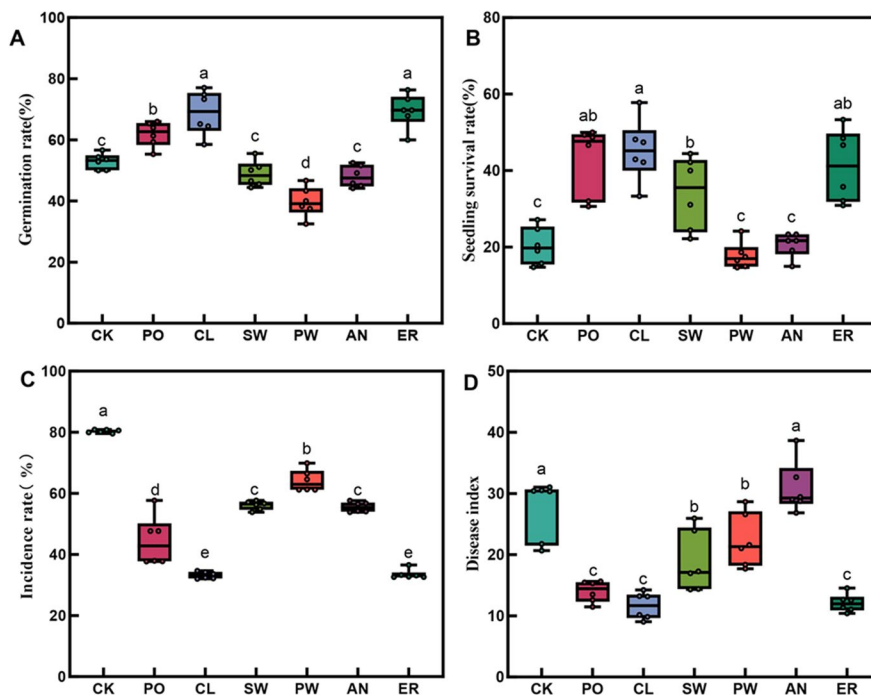 A
Germination rate(%)
100
80
60
40
20
0
c
b
a
c
d
c
a
CK PO CL SW PW AN ER
B
Seedling survival rate(%)
80
60
40
20
0
c
ab
a
b
c
c
ab
CK PO CL SW PW AN ER
C
Incidence rate( %)
100
80
60
40
20
0
a
d
e
c
b
c
e
CK PO CL SW PW AN ER
D
Disease index
50
40
30
20
10
0
a
c
c
b
b
a
c
CK PO CL SW PW AN ER